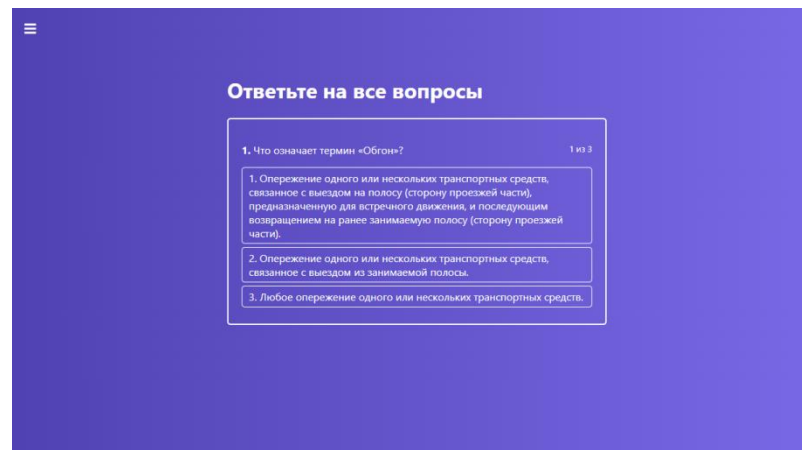 Ответьте на все вопросы
1. Что означает термин «Обгон»?
1 из 3
1. Опережение одного или нескольких транспортных средств,
связанное с выездом на полосу (сторону проезжей части),
предназначенную для встречного движения, и последующим
возвращением на ранее занимаемую полосу (сторону проезжей
части).
2. Опережение одного или нескольких транспортных средств,
связанное с выездом из занимаемой полосы.
3. Любое опережение одного или нескольких транспортных средств.